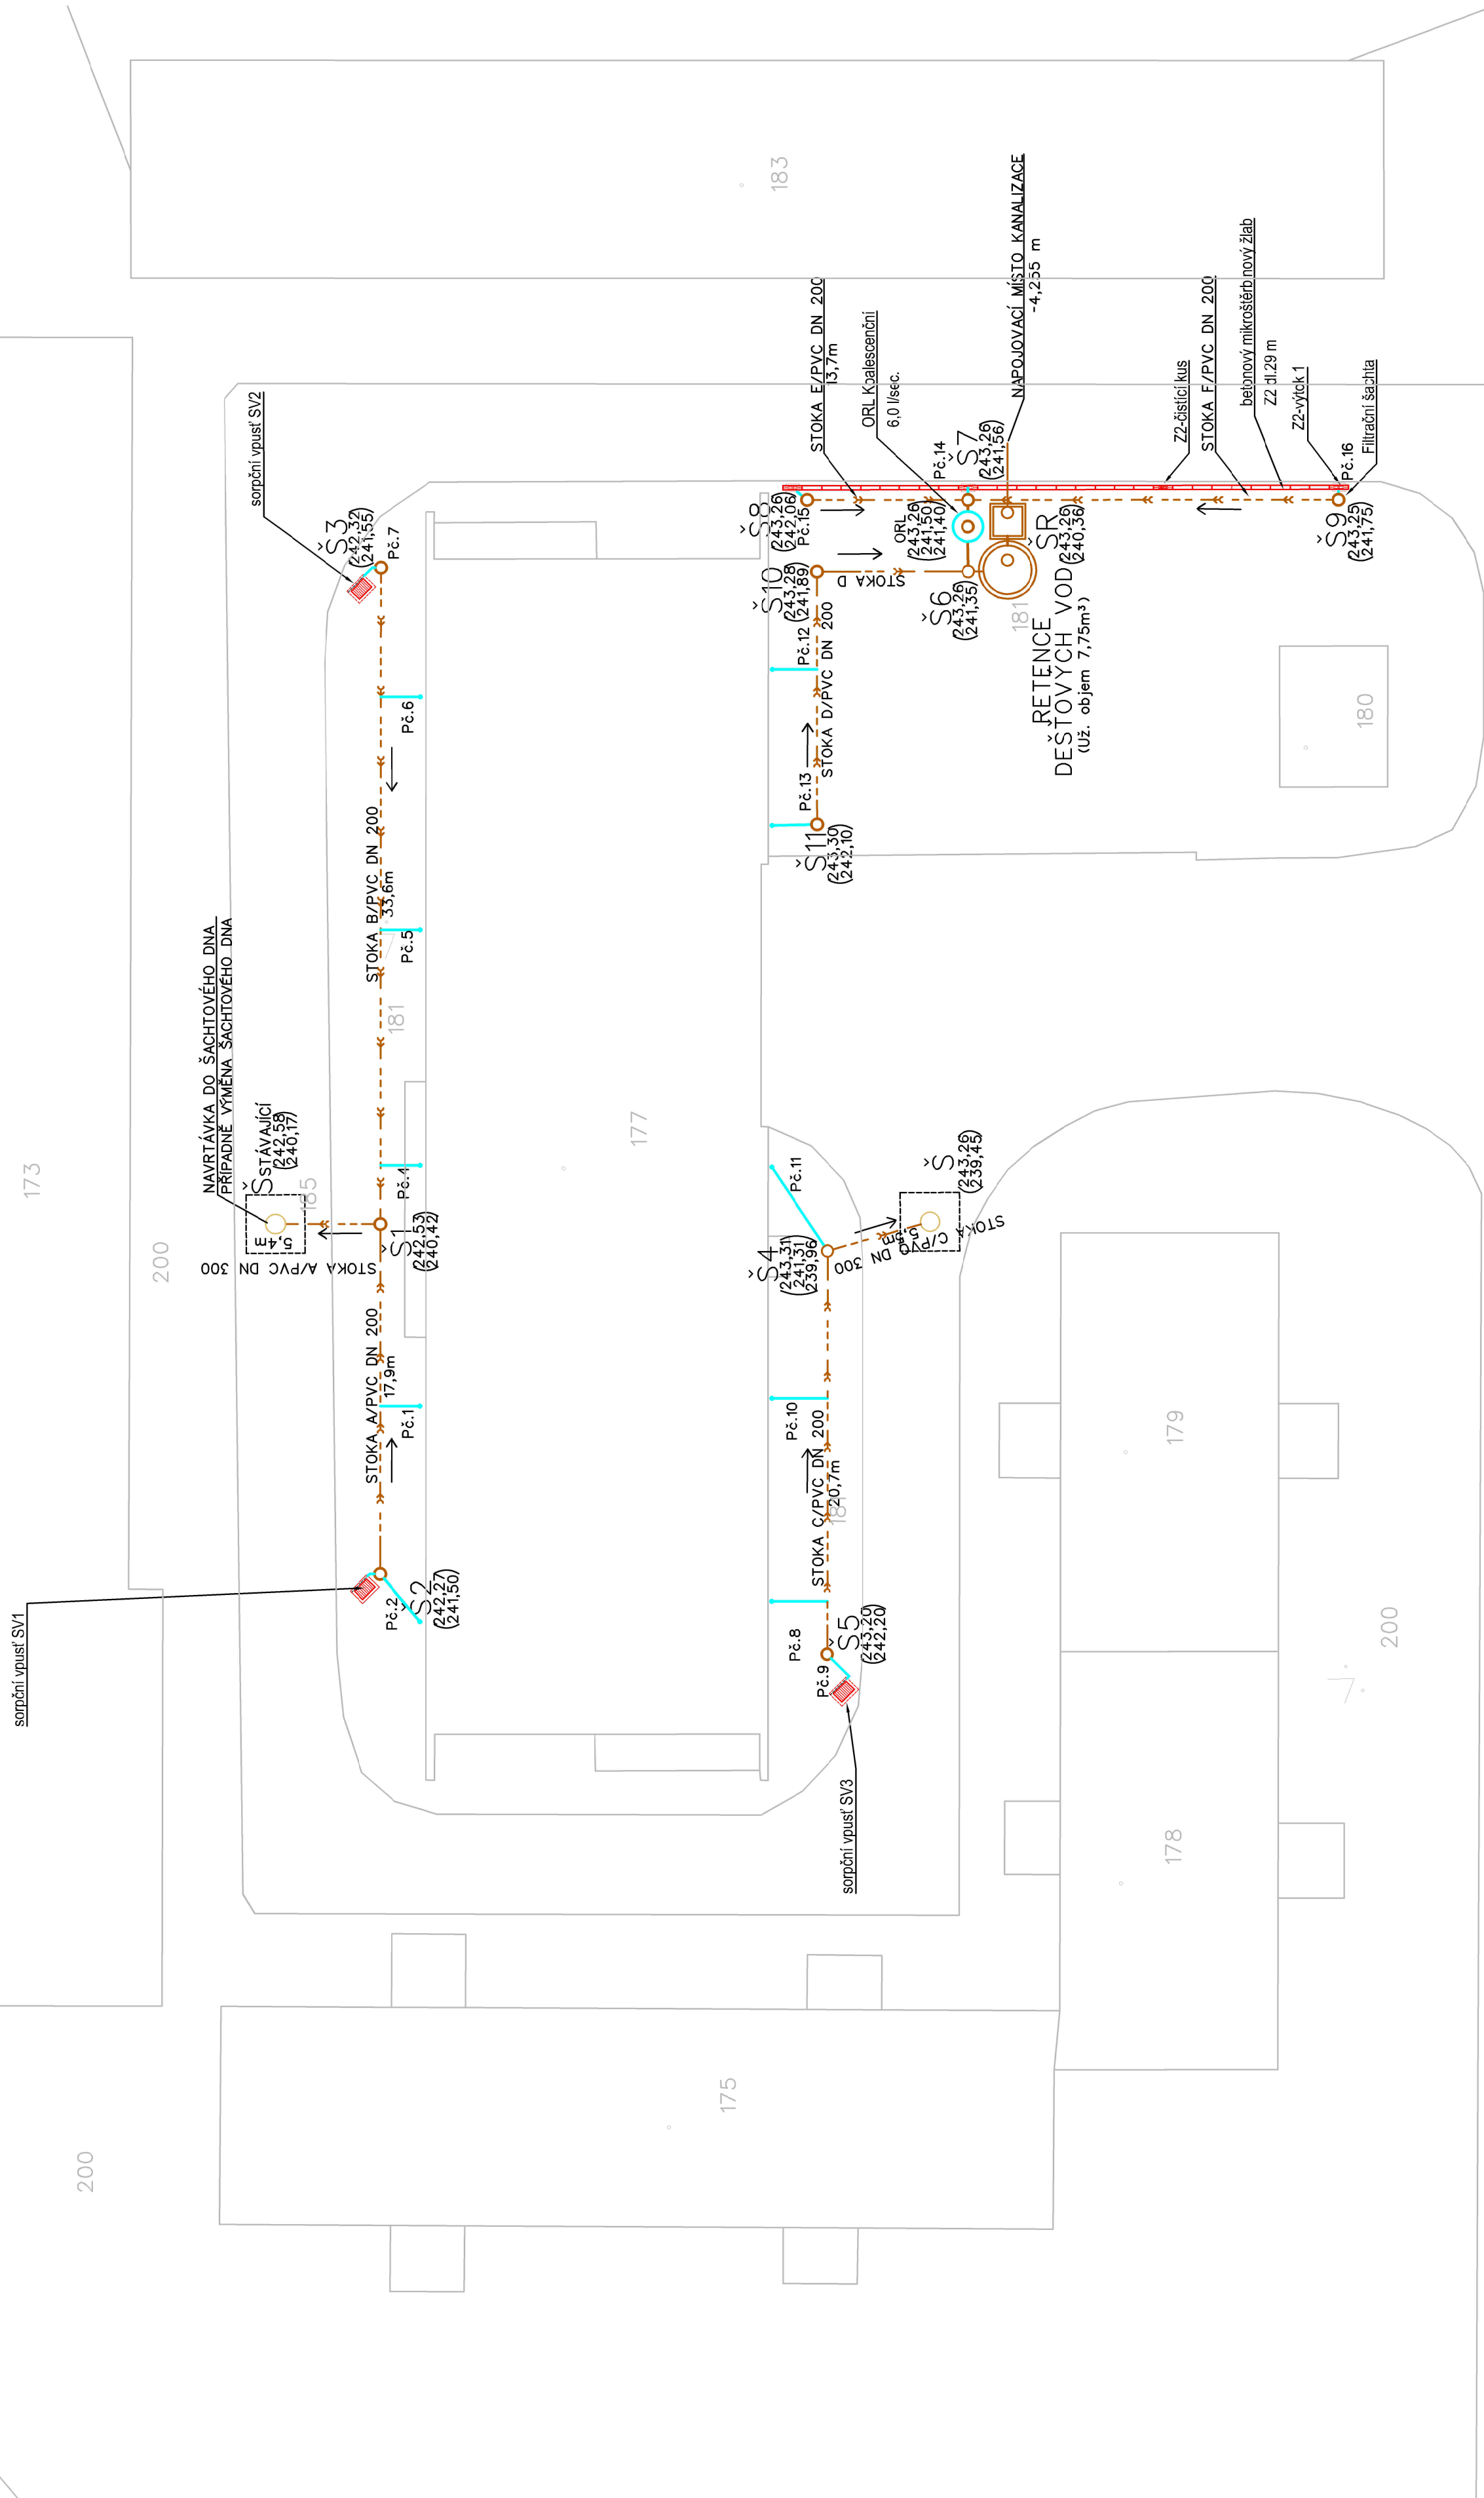 183
sorpční vpusť SV2
Š3
(242,32)
(241,55)
Pč.7
Pč.6
STOKA B/PVC DN 200
33,6m
Pč.5
181
NAVRTÁVKA DO ŠACHTOVÉHO DNA
PŘÍPADNĚ VÝMĚNA ŠACHTOVÉHO DNA
ŠSTÁVAJÍCÍ
(242,58)
(240,17)
185
Pč.4
5,4m
STOKA A/PVC DN 300
Š1
(242,53)
(240,42)
173
200
STOKA A/PVC DN 200
17,9m
Pč.1
Pč.2
Š2
(242,27)
(241,50)
sorpční vpusť SV1
177
STOKA E/PVC DN 200
13,7m
ORL Koalescenční
6,0 l/sec.
NAPOJOVACÍ MÍSTO KANALIZACE
-4,255 m
Z2-čistící kus
STOKA F/PVC DN 200
betonový mikroštěrb nový žlab
Z2 dl.29 m
Z2-výtok 1
Filtrační šachta
Pč.16
Pč.14
Š7
(243,26)
(241,56)
Š8
(243,26)
(242,06)
Pč.15
ORL
(243,26)
(241,50)
(241,40)
ŠR
(243,26)
(240,36)
Š9
(243,25)
(241,75)
Š10
(243,28)
(241,89)
STOKA D
Š6
(243,26)
(241,35)
181
RETENCE
DEŠŤOVÝCH VOD
(Už. objem 7,75m³)
180
Pč.12
STOKA D/PVC DN 200
Pč.13
Š11
(243,30)
(242,10)
Pč.11
Š
(243,26)
(239,45)
STOKA C/PVC DN 300
5,5m
Š4
(243,31)
241,31
239,96)
Pč.10
STOKA C/PVC DN 200
20,7m
181
Pč.8
Š5
(243,20)
(242,20)
Pč.9
sorpční vpusť SV3
179
200
178
175
200